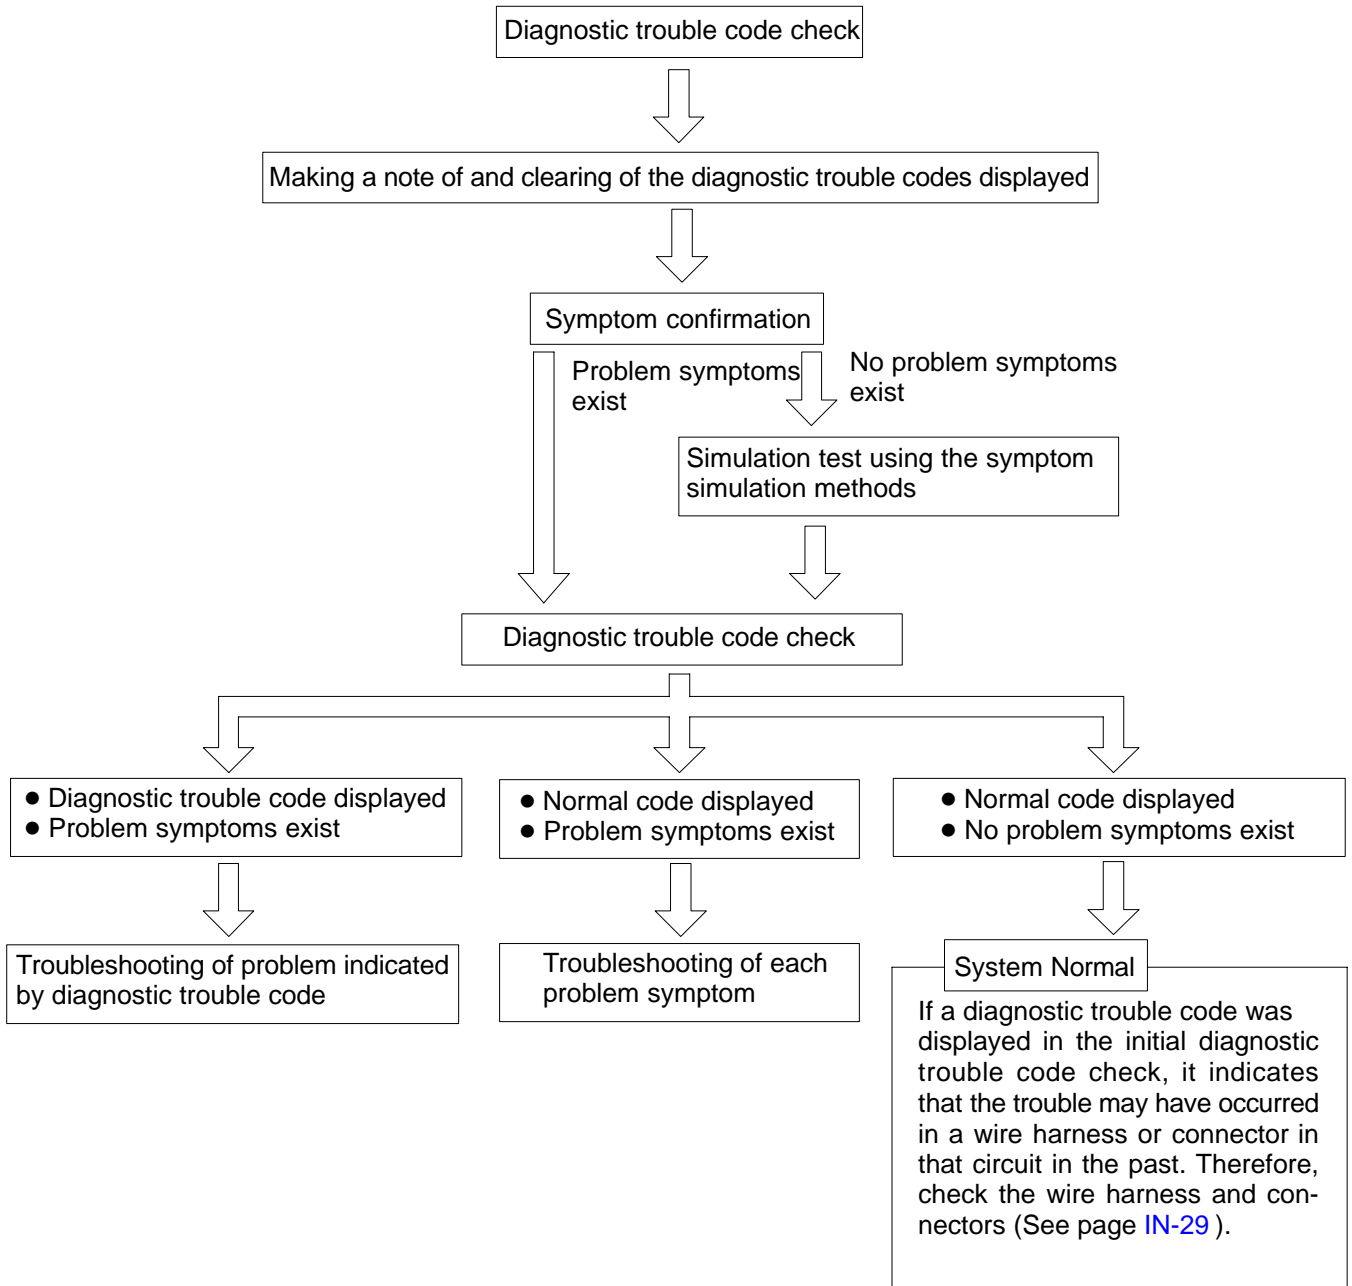 Diagnostic trouble code check
Making a note of and clearing of the diagnostic trouble codes displayed
Symptom confirmation
Problem symptoms
exist
No problem symptoms
exist
Simulation test using the symptom
simulation methods
Diagnostic trouble code check
● Diagnostic trouble code displayed
● Problem symptoms exist
● Normal code displayed
● Problem symptoms exist
● Normal code displayed
● No problem symptoms exist
Troubleshooting of problem indicated
by diagnostic trouble code
Troubleshooting of each
problem symptom
System Normal
If a diagnostic trouble code was
displayed in the initial diagnostic
trouble code check, it indicates
that the trouble may have occurred
in a wire harness or connector in
that circuit in the past. Therefore,
check the wire harness and con-
nectors (See page IN-29 ).